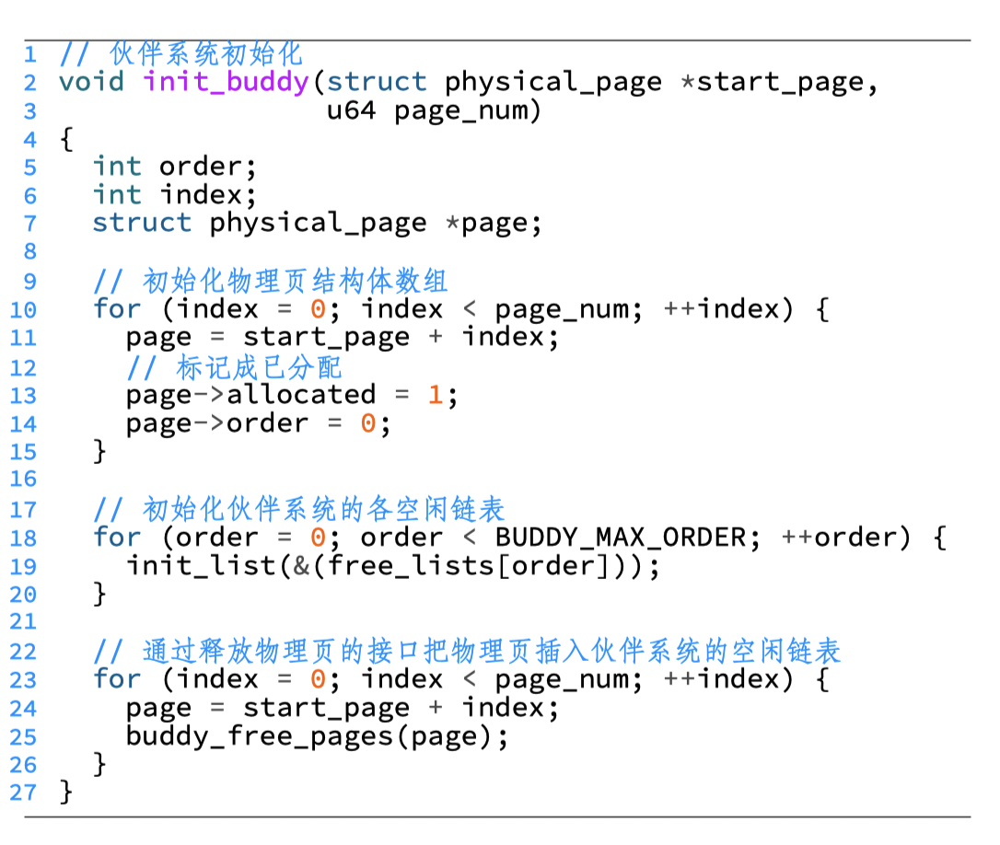 1 // 伙伴系统初始化
2 void init_buddy(struct physical_page *start_page,
3                 u64 page_num)
4 {
5   int order;
6   int index;
7   struct physical_page *page;
8
9   // 初始化物理页结构体数组
10   for (index = 0; index < page_num; ++index) {
11     page = start_page + index;
12     // 标记成已分配
13     page->allocated = 1;
14     page->order = 0;
15   }
16
17   // 初始化伙伴系统的各空闲链表
18   for (order = 0; order < BUDDY_MAX_ORDER; ++order) {
19     init_list(&(free_lists[order]));
20   }
21
22   // 通过释放物理页的接口把物理页插入伙伴系统的空闲链表
23   for (index = 0; index < page_num; ++index) {
24     page = start_page + index;
25     buddy_free_pages(page);
26   }
27 }